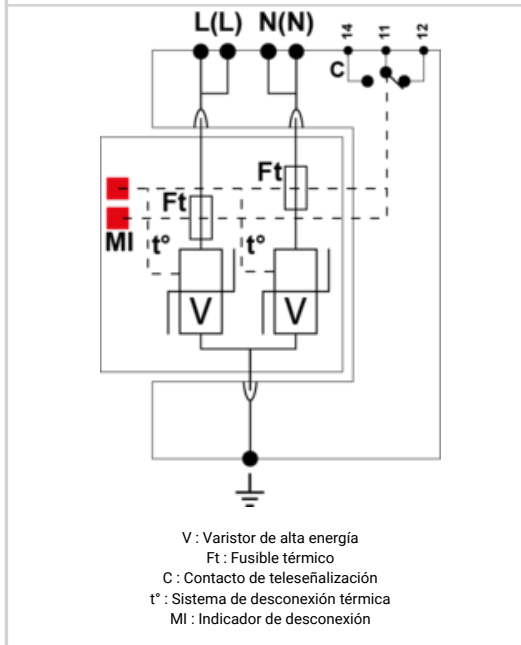 L(L) N(N)
14
11
12
C
Ft
Ft
MI
t°
t°
V
V
V : Varistor de alta energía
Ft : Fusible térmico
C : Contacto de teleseñalización
t° : Sistema de desconexión térmica
MI : Indicador de desconexión